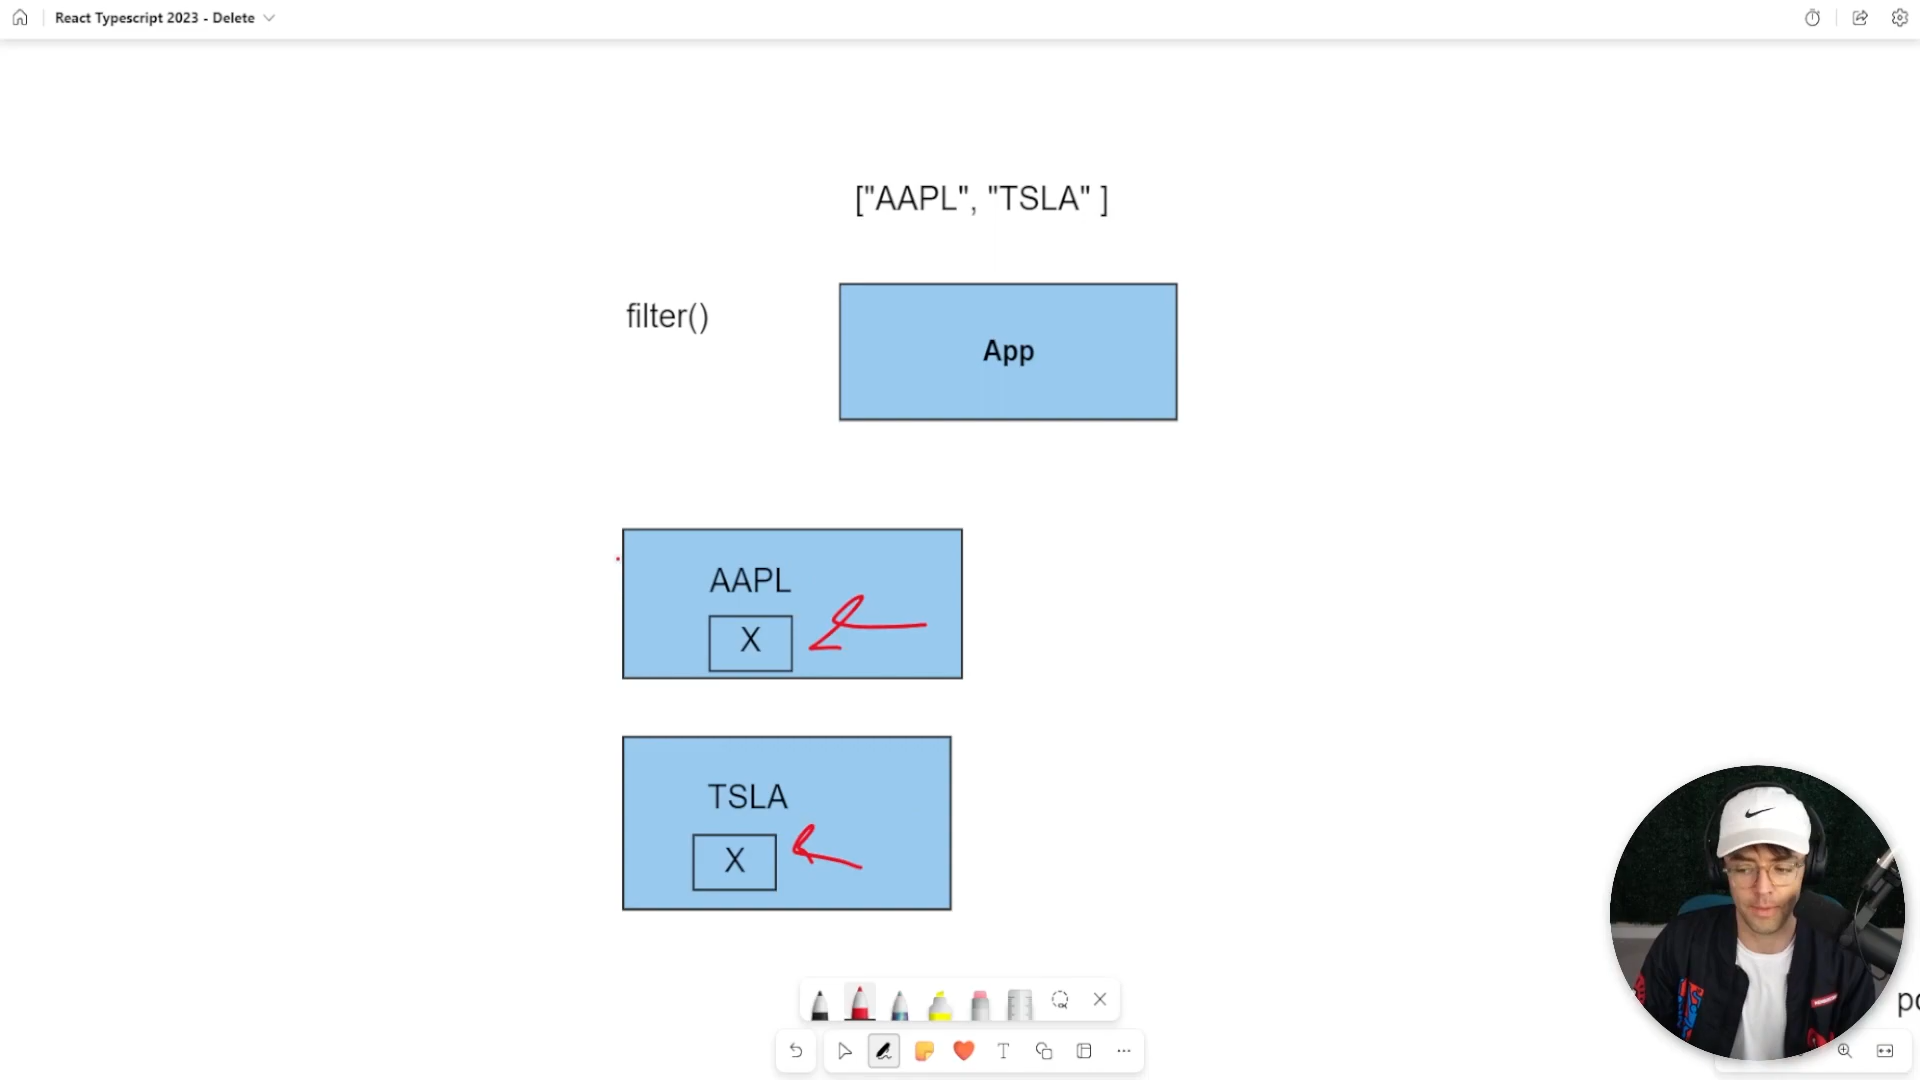 React Typescript 2023 - Delete
["AAPL", "TSLA" ]
filter()
App
AAPL
X
TSLA
X